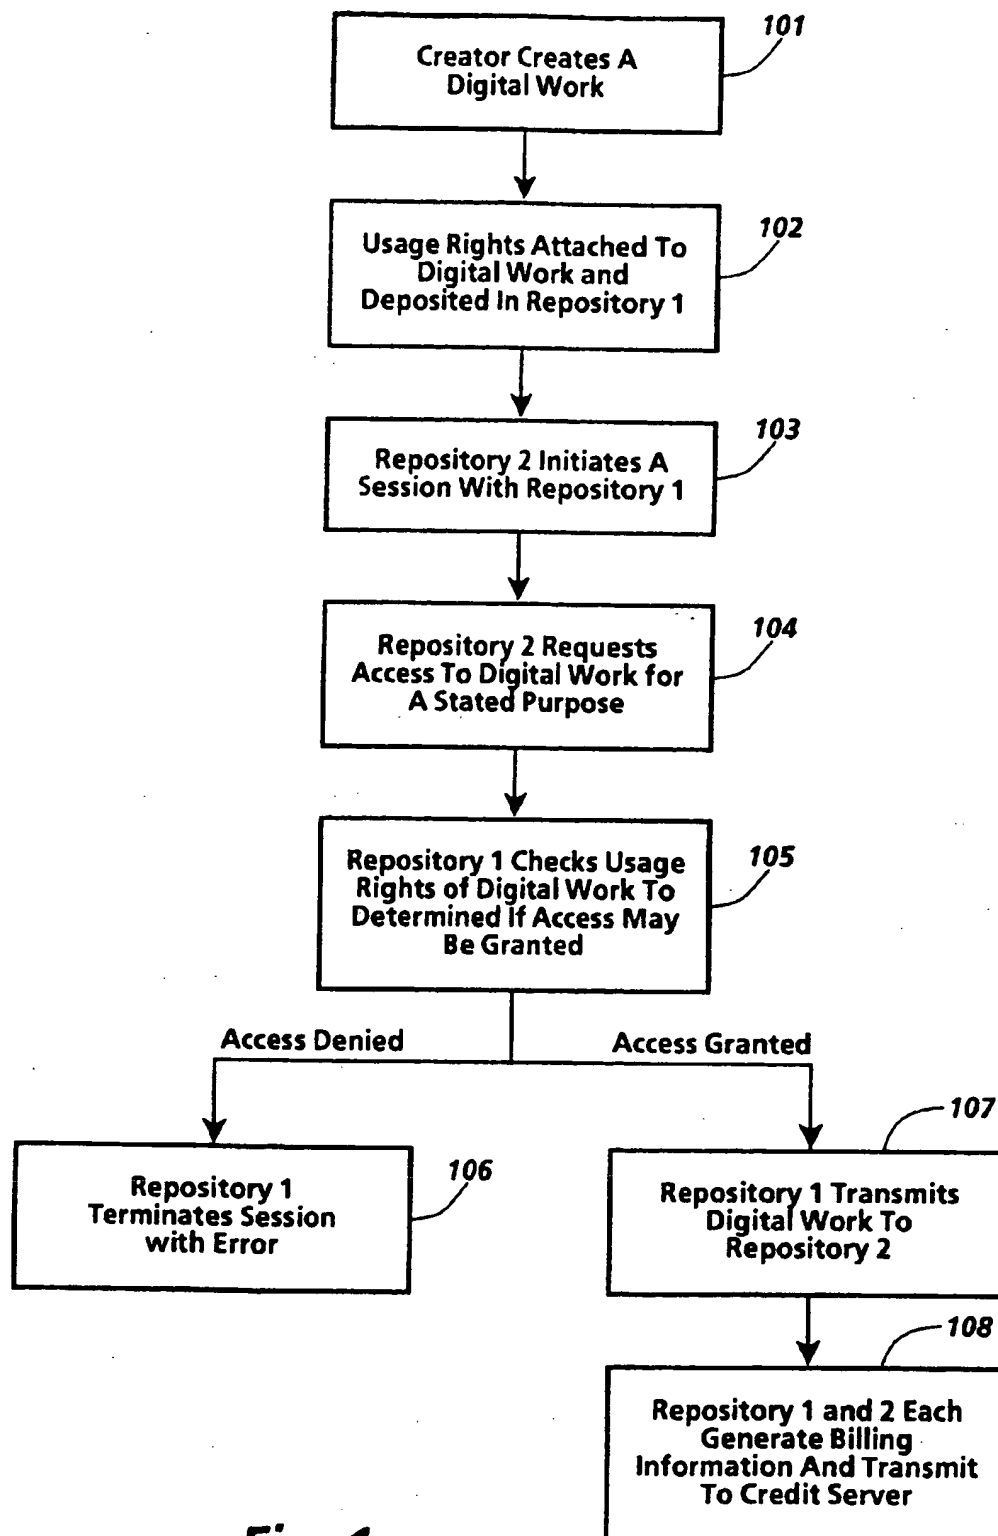 101
Creator Creates A
Digital Work
102
Usage Rights Attached To
Digital Work and
Deposited In Repository 1
103
Repository 2 Initiates A
Session With Repository 1
104
Repository 2 Requests
Access To Digital Work for
A Stated Purpose
105
Repository 1 Checks Usage
Rights of Digital Work To
Determined If Access May
Be Granted
Access Denied
Access Granted
106
Repository 1
Terminates Session
with Error
107
Repository 1 Transmits
Digital Work To
Repository 2
108
Repository 1 and 2 Each
Generate Billing
Information And Transmit
To Credit Server